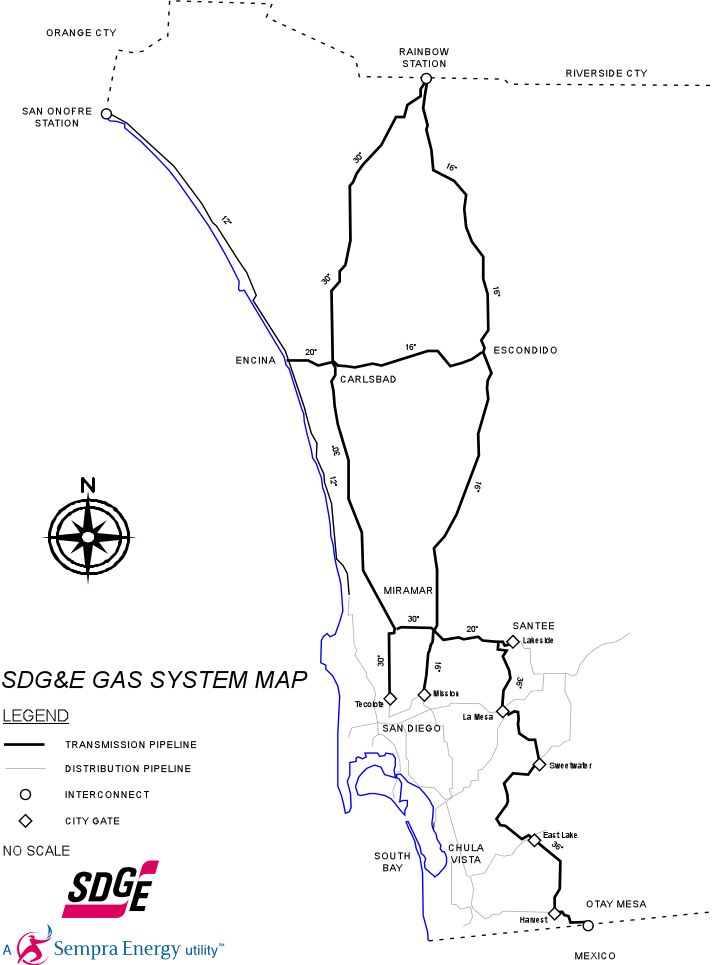 ORANGE CTY
RAINBOW
STATION
RIVERSIDE CTY
SAN ONOFRE
STATION
30"
16"
12"
30"
16"
20"
16"
ESCONDIDO
ENCINA
CARLSBAD
30"
12"
16"
N
MIRAMAR
30"
20"
SANTEE
Lakeside
30"
16"
36"
Tecolote
Mission
La Mesa
SAN DIEGO
Sweetwater
East Lake
36"
SOUTH
BAY
CHULA
VISTA
OTAY MESA
Harvest
MEXICO
SDG&E GAS SYSTEM MAP
LEGEND
TRANSMISSION PIPELINE
DISTRIBUTION PIPELINE
INTERCONNECT
CITY GATE
NO SCALE
SDGE
A Sempra Energy utility™